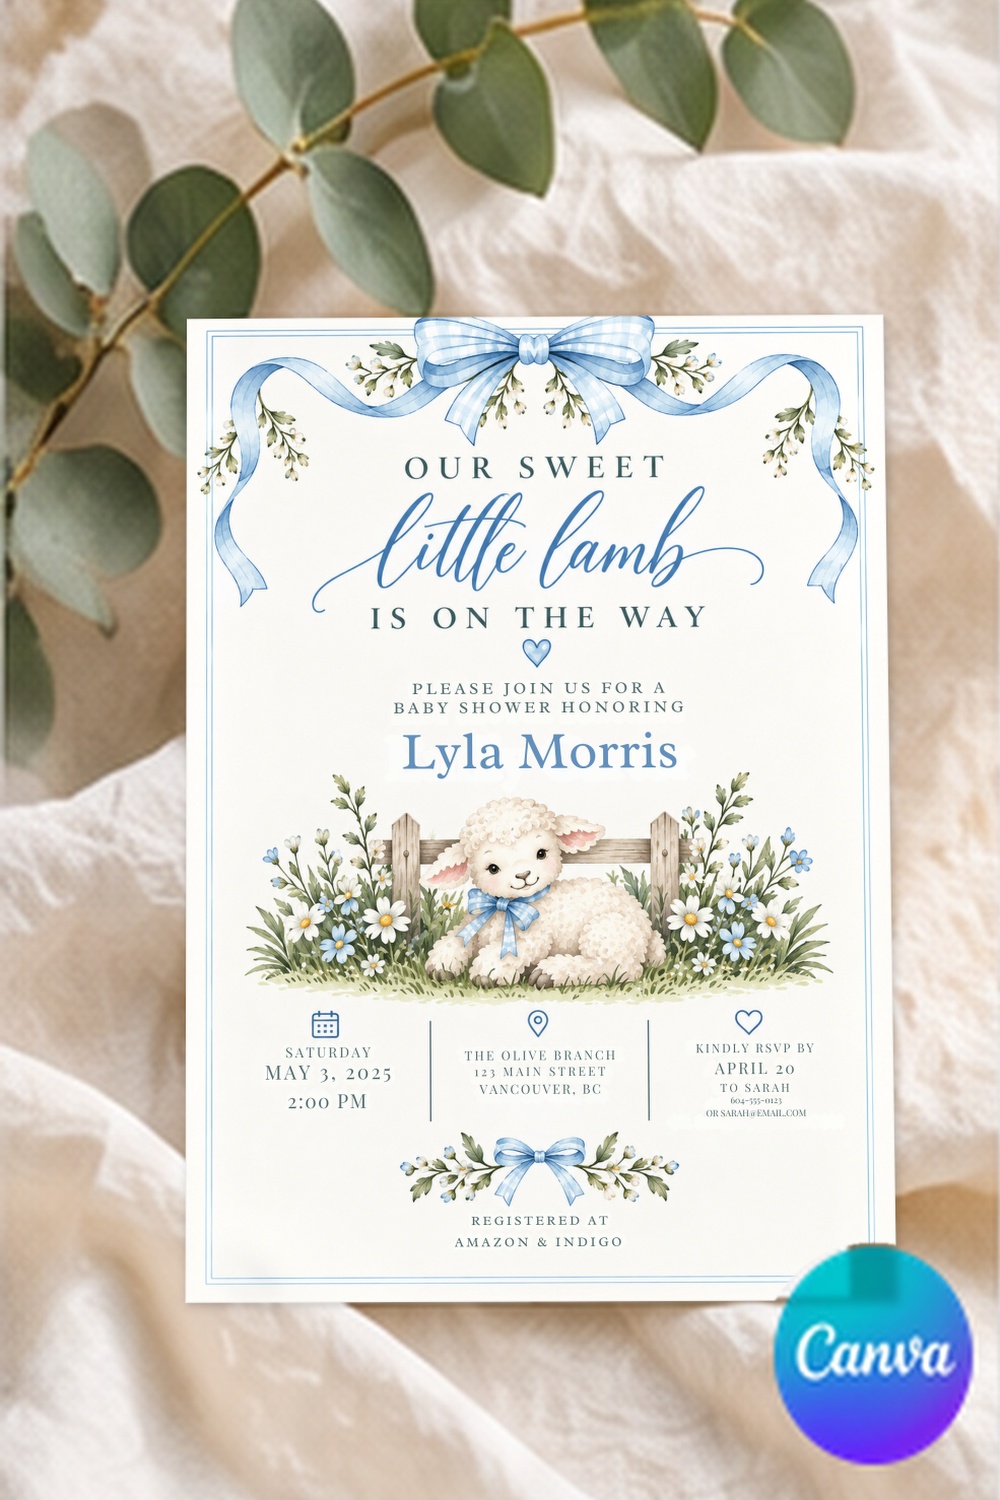 OUR SWEET
little lamb
IS ON THE WAY
PLEASE JOIN US FOR A
BABY SHOWER HONORING
Lyla Morris
SATURDAY
MAY 3, 2025
2:00 PM
THE OLIVE BRANCH
123 MAIN STREET
VANCOUVER, BC
KINDLY RSVP BY
APRIL 20
TO SARAH
604-555-0123
OR SARAH@EMAIL.COM
REGISTERED AT
AMAZON & INDIGO
Canva